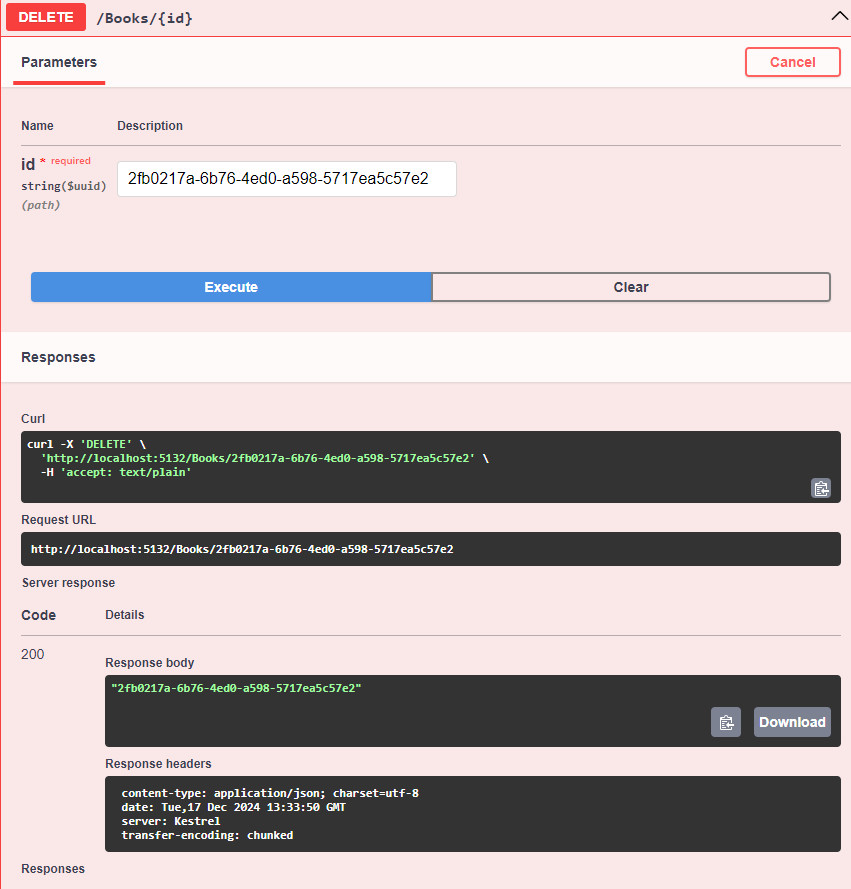 DELETE /Books/{id}
Parameters
Cancel
Name Description
id * required
string($uuid)
(path)
2fb0217a-6b76-4ed0-a598-5717ea5c57e2
Execute Clear
Responses
Curl
curl -X 'DELETE' \
'http://localhost:5132/Books/2fb0217a-6b76-4ed0-a598-5717ea5c57e2' \
-H 'accept: text/plain'
Request URL
http://localhost:5132/Books/2fb0217a-6b76-4ed0-a598-5717ea5c57e2
Server response
Code Details
200
Response body
"2fb0217a-6b76-4ed0-a598-5717ea5c57e2"
Download
Response headers
content-type: application/json; charset=utf-8
date: Tue,17 Dec 2024 13:33:50 GMT
server: Kestrel
transfer-encoding: chunked
Responses